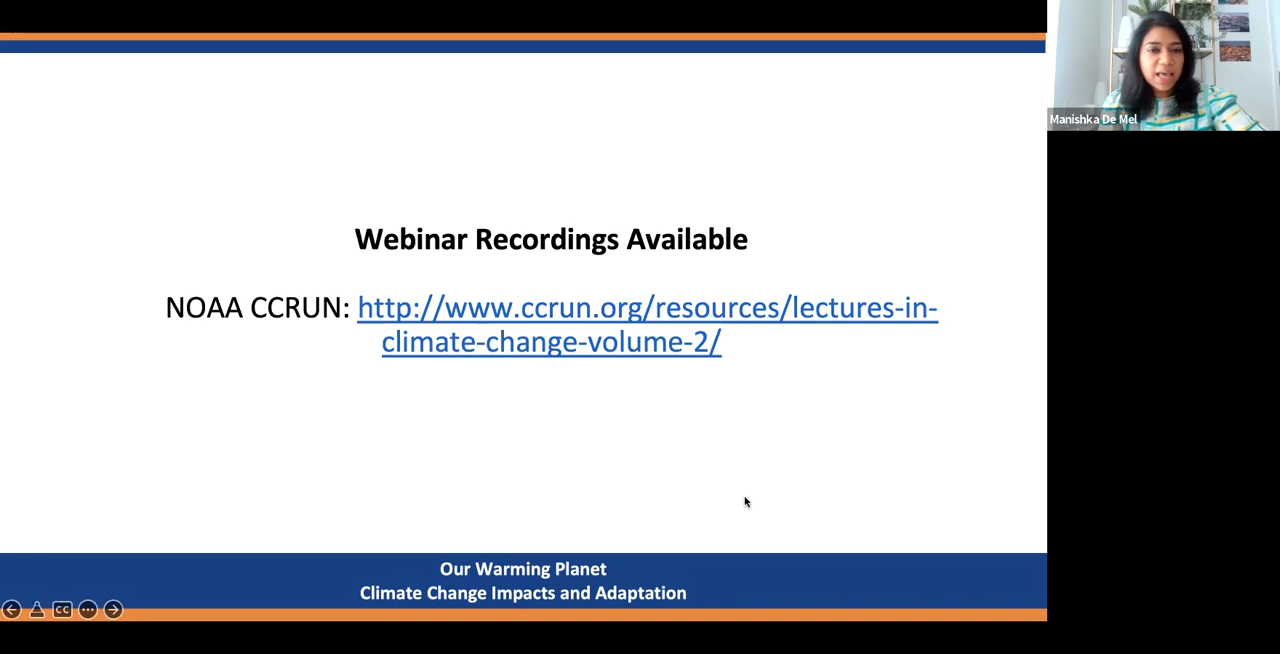 Manishka De Mel
Webinar Recordings Available
NOAA CCRUN: http://www.ccrun.org/resources/lectures-in-
climate-change-volume-2/
Our Warming Planet
Climate Change Impacts and Adaptation
CC